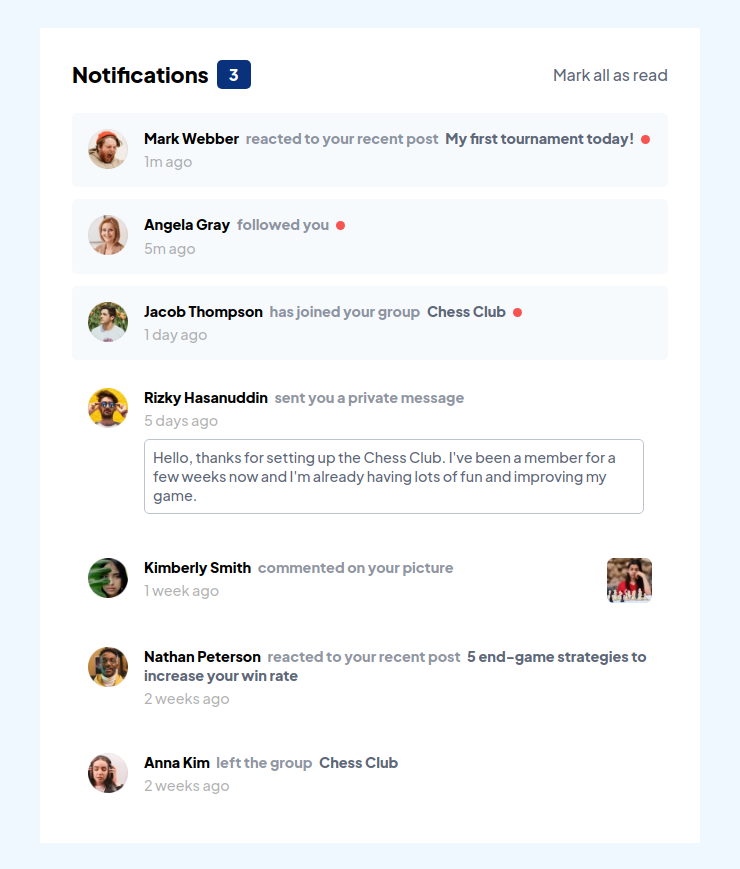 Notifications 3 Mark all as read
Mark Webber reacted to your recent post My first tournament today!
1m ago
Angela Gray followed you
5m ago
Jacob Thompson has joined your group Chess Club
1 day ago
Rizky Hasanuddin sent you a private message
5 days ago
Hello, thanks for setting up the Chess Club. I've been a member for a
few weeks now and I'm already having lots of fun and improving my
game.
Kimberly Smith commented on your picture
1 week ago
Nathan Peterson reacted to your recent post 5 end-game strategies to
increase your win rate
2 weeks ago
Anna Kim left the group Chess Club
2 weeks ago